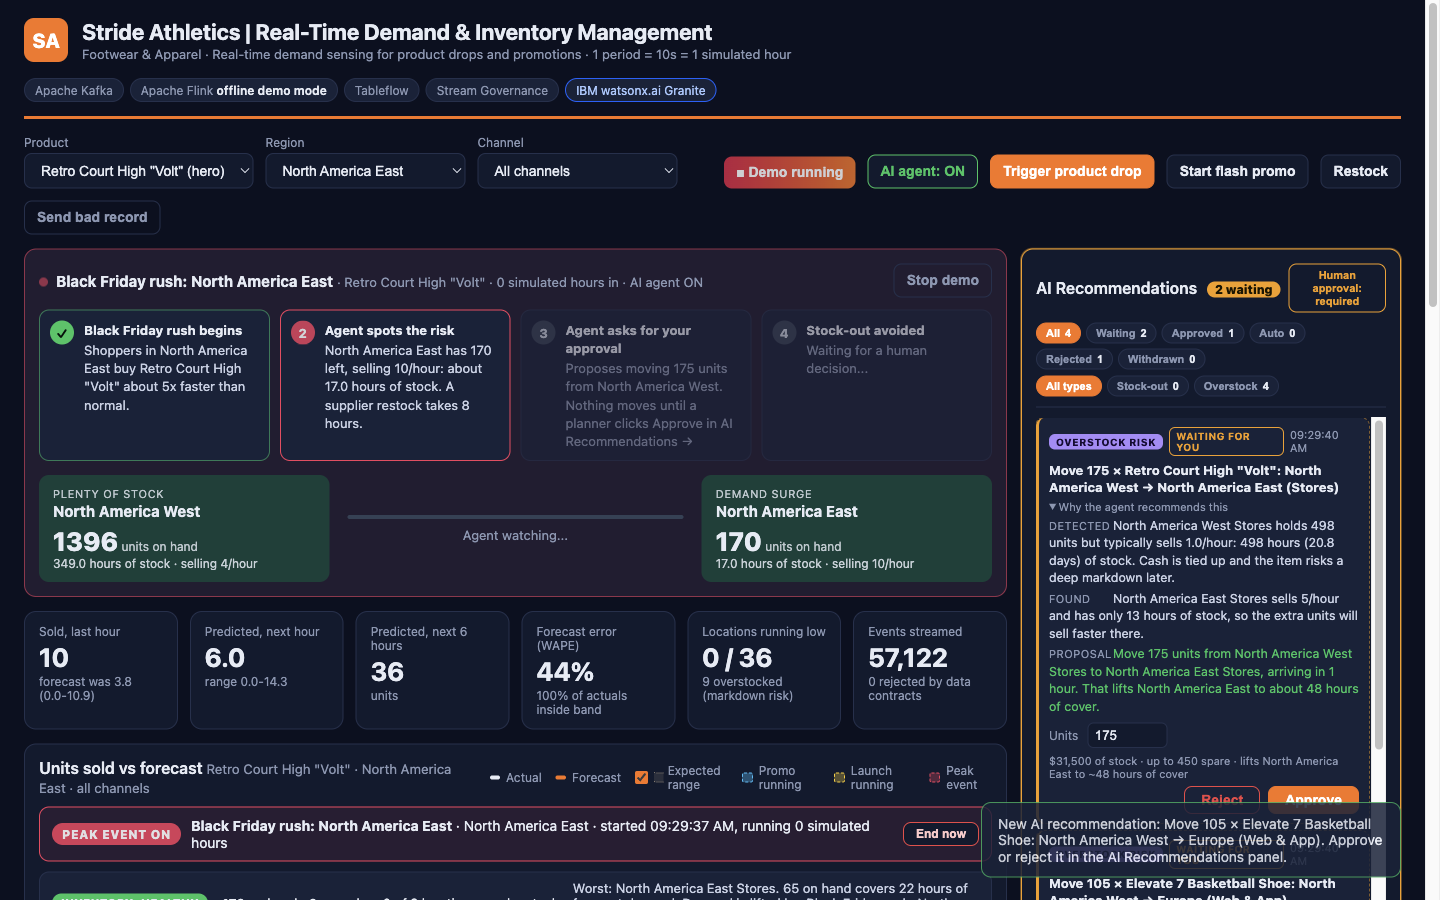 SA
Stride Athletics | Real-Time Demand & Inventory Management
Footwear & Apparel · Real-time demand sensing for product drops and promotions · 1 period = 10s = 1 simulated hour
Apache Kafka
Apache Flink offline demo mode
Tableflow
Stream Governance
IBM watsonx.ai Granite
Product
Retro Court High "Volt" (hero)
Region
North America East
Channel
All channels
Demo running
AI agent: ON
Trigger product drop
Start flash promo
Restock
Send bad record
Black Friday rush: North America East · Retro Court High "Volt" · 0 simulated hours in · AI agent ON
Stop demo
Black Friday rush begins
Shoppers in North America
East buy Retro Court High
"Volt" about 5x faster than
normal.
2
Agent spots the risk
North America East has 170
left, selling 10/hour: about
17.0 hours of stock. A
supplier restock takes 8
hours.
3
Agent asks for your
approval
Proposes moving 175 units
from North America West.
Nothing moves until a
planner clicks Approve in AI
Recommendations →
4
Stock-out avoided
Waiting for a human
decision...
PLENTY OF STOCK
North America West
1396 units on hand
349.0 hours of stock · selling 4/hour
Agent watching...
DEMAND SURGE
North America East
170 units on hand
17.0 hours of stock · selling 10/hour
Sold, last hour
10
forecast was 3.8
(0.0-10.9)
Predicted, next hour
6.0
range 0.0-14.3
Predicted, next 6
hours
36
units
Forecast error
(WAPE)
44%
100% of actuals
inside band
Locations running low
0 / 36
9 overstocked
(markdown risk)
Events streamed
57,122
0 rejected by data
contracts
Units sold vs forecast Retro Court High "Volt" · North America
East · all channels
Actual
Forecast
Expected
range
Promo
running
Launch
running
Peak
event
PEAK EVENT ON
Black Friday rush: North America East · North America East · started 09:29:37 AM, running 0 simulated
hours
End now
Worst: North America East Stores. 65 on hand covers 22 hours of
AI Recommendations
2 waiting
Human
approval:
required
All 4
Waiting 2
Approved 1
Auto 0
Rejected 1
Withdrawn 0
All types
Stock-out 0
Overstock 4
OVERSTOCK RISK
WAITING FOR
YOU
09:29:40
AM
Move 175 × Retro Court High "Volt": North
America West → North America East (Stores)
▾ Why the agent recommends this
DETECTED North America West Stores holds 498
units but typically sells 1.0/hour: 498 hours (20.8
days) of stock. Cash is tied up and the item risks a
deep markdown later.
FOUND North America East Stores sells 5/hour
and has only 13 hours of stock, so the extra units will
sell faster there.
PROPOSAL Move 175 units from North America West
Stores to North America East Stores, arriving in 1
hour. That lifts North America East to about 48 hours
of cover.
Units
175
$31,500 of stock · up to 450 spare · lifts North America
East to ~48 hours of cover
Reject
Approve
New AI recommendation: Move 105 × Elevate 7 Basketball
Shoe: North America West → Europe (Web & App). Approve
or reject it in the AI Recommendations panel.
Move 105 × Elevate 7 Basketball Shoe: North